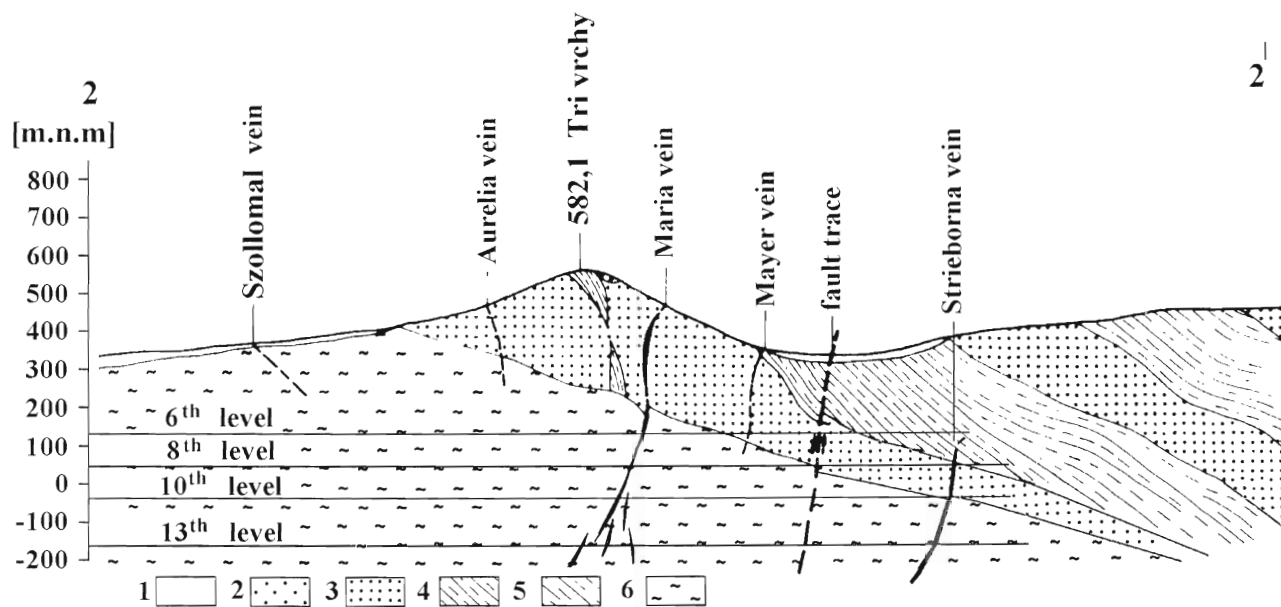 2
2
[m.n.m]
Szollomal vein
Aurelia vein
582,1 Tri vrchy
Maria vein
Mayer vein
fault trace
Strieborna vein
800
700
600
500
400
300
200
100
0
-100
-200
6th level
8th level
10th level
13th level
1 2 3 4 5 6